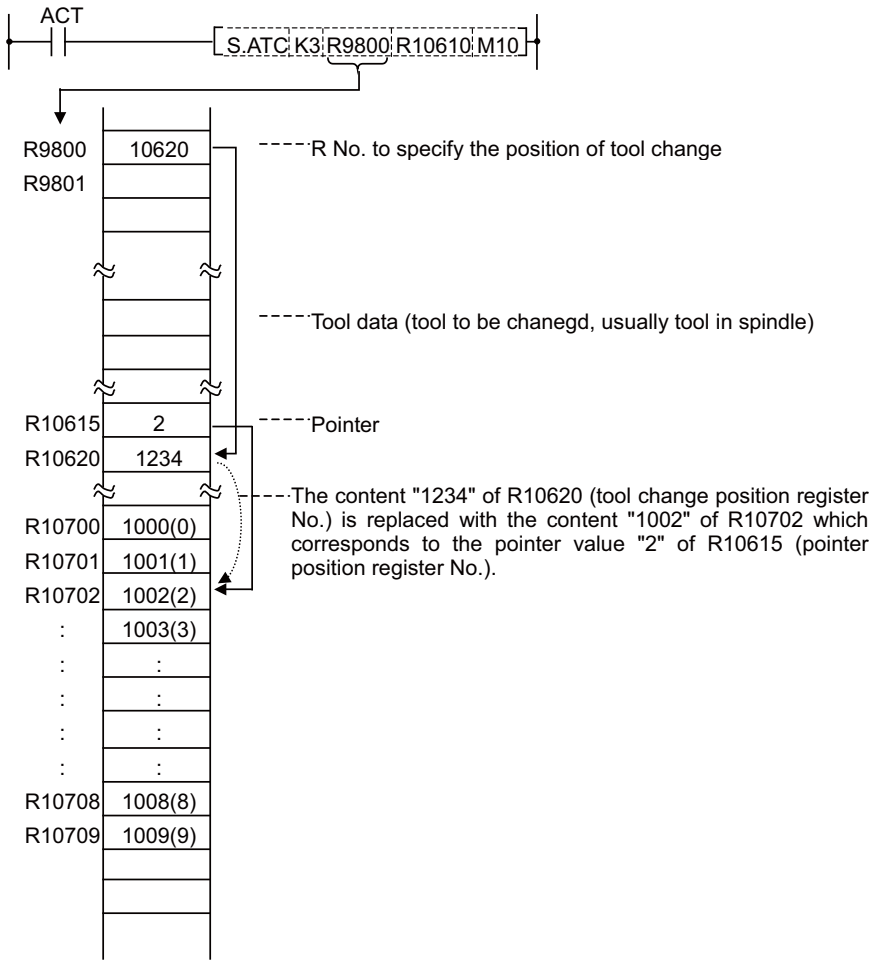 ACT
S.ATC K3 R9800 R10610 M10
R9800 10620 R No. to specify the position of tool change
R9801
Tool data (tool to be chanegd, usually tool in spindle)
R10615 2 Pointer
R10620 1234
The content "1234" of R10620 (tool change position register
No.) is replaced with the content "1002" of R10702 which
corresponds to the pointer value "2" of R10615 (pointer
position register No.).
R10700 1000(0)
R10701 1001(1)
R10702 1002(2)
: 1003(3)
: :
: :
: :
: :
R10708 1008(8)
R10709 1009(9)